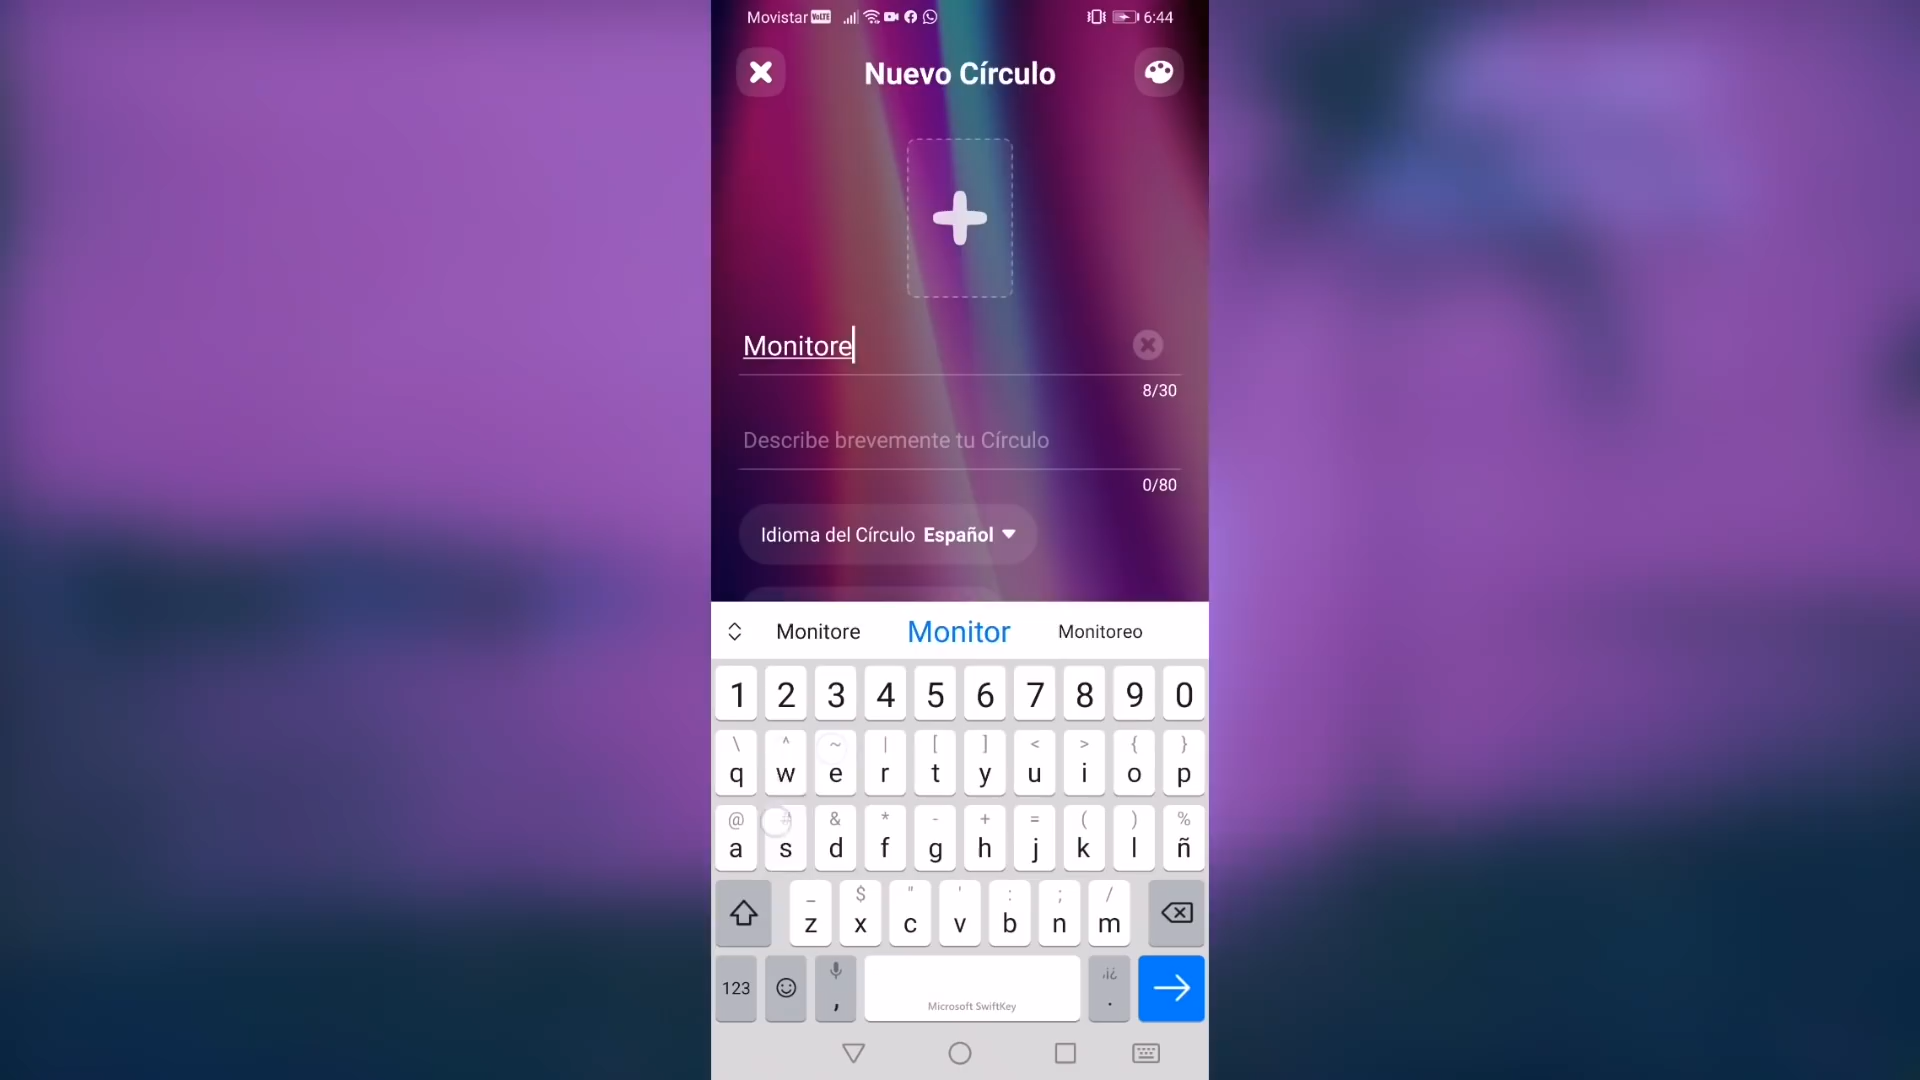 Movistar VoLTE 6:44
Nuevo Círculo
Monitore
8/30
Describe brevemente tu Círculo
0/80
Idioma del Círculo Español
Monitore Monitor Monitoreo
1 2 3 4 5 6 7 8 9 0
\ ^ ~ | [ ] < > { }
q w e r t y u i o p
@ # & * - + = ( ) %
a s d f g h j k l ñ
_ $ " ' : ; /
z x c v b n m
,¡¿
123 , .
Microsoft SwiftKey